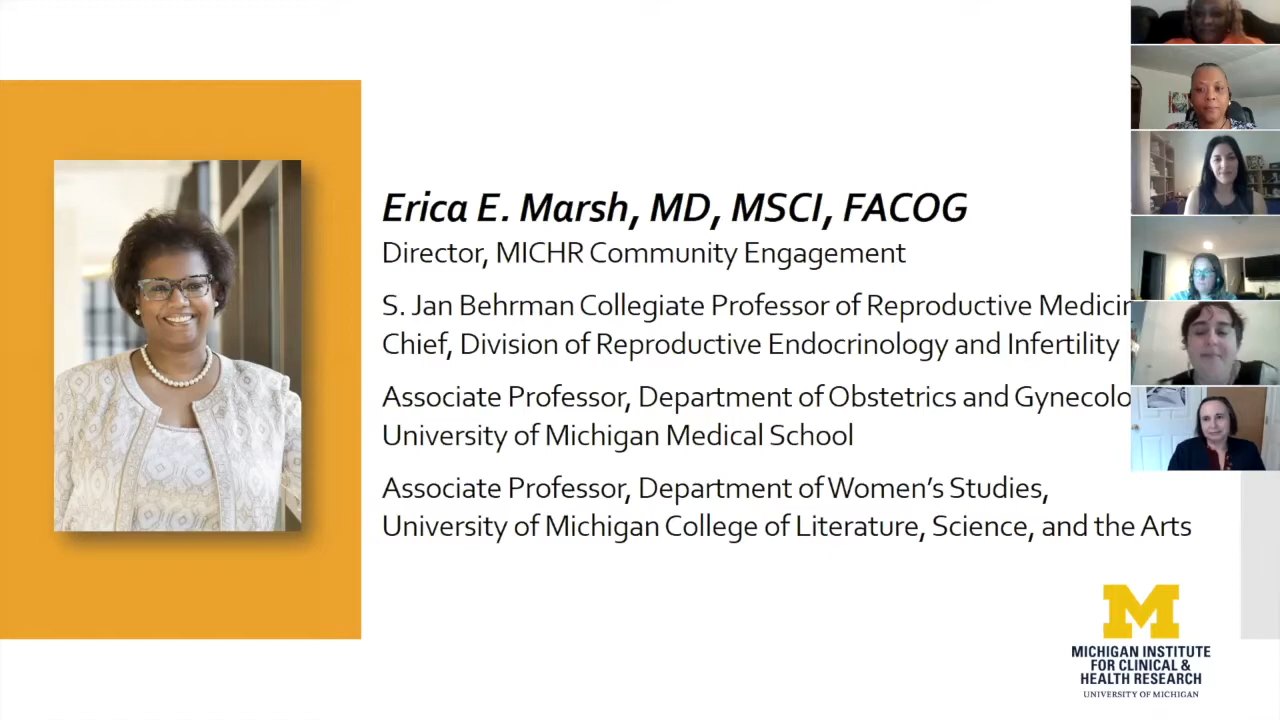 Erica E. Marsh, MD, MSCI, FACOG
Director, MICHR Community Engagement
S. Jan Behrman Collegiate Professor of Reproductive
Chief, Division of Reproductive Endocrinology and Infertility
Associate Professor, Department of Obstetrics and
University of Michigan Medical School
Associate Professor, Department of Women's Studies,
University of Michigan College of Literature, Science, and the Arts
M
MICHIGAN INSTITUTE
FOR CLINICAL &
HEALTH RESEARCH
UNIVERSITY OF MICHIGAN